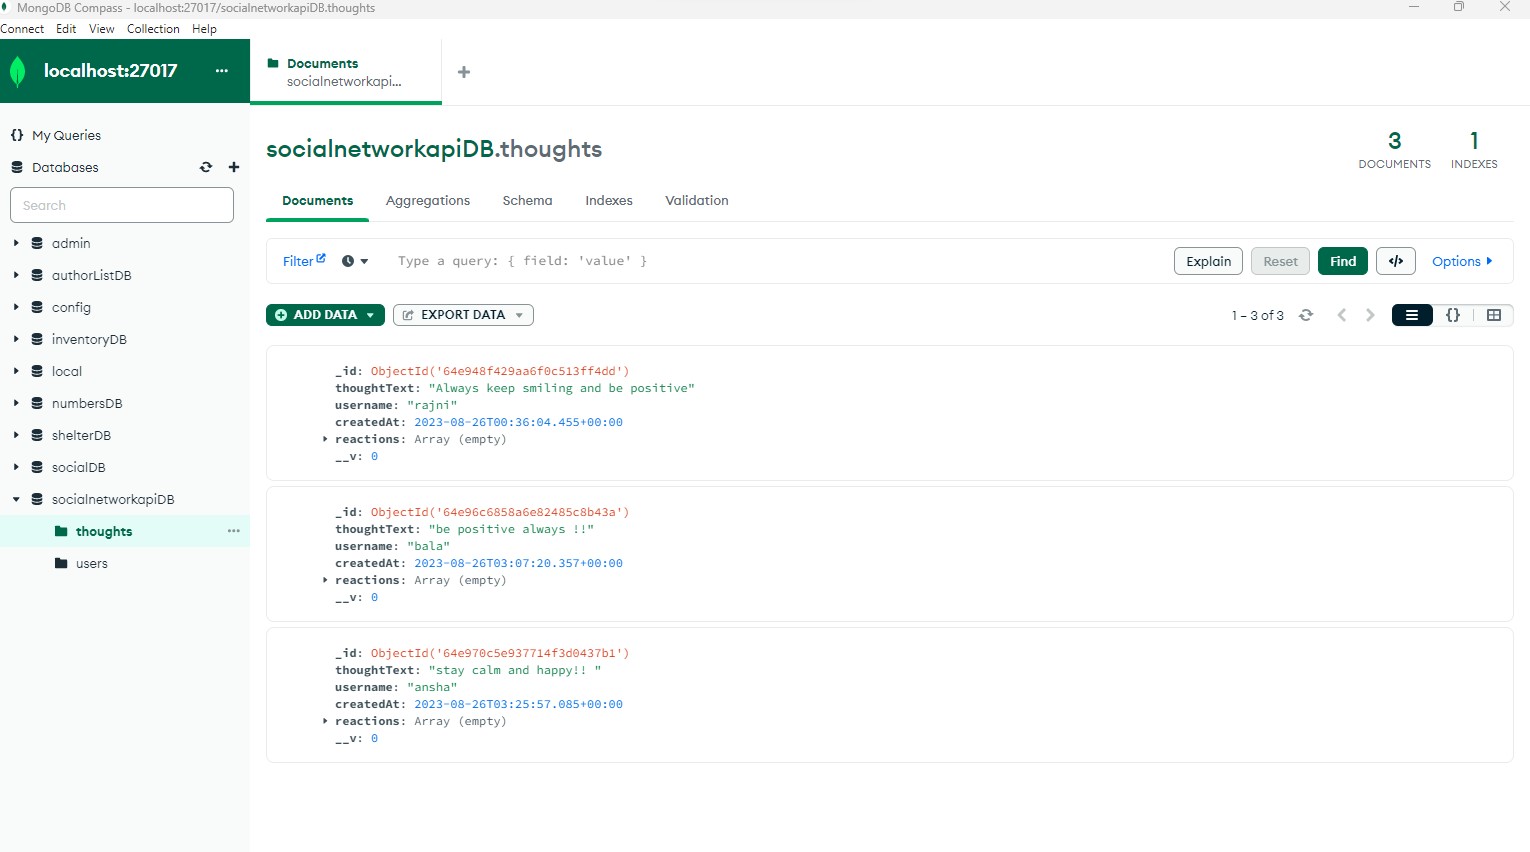 MongoDB Compass - localhost:27017/socialnetworkapiDB.thoughts
Connect Edit View Collection Help
localhost:27017 ...
Documents
socialnetworkapi...
My Queries
Databases
Search
admin
authorListDB
config
inventoryDB
local
numbersDB
shelterDB
socialDB
socialnetworkapiDB
thoughts ...
users
socialnetworkapiDB.thoughts
3
DOCUMENTS
1
INDEXES
Documents Aggregations Schema Indexes Validation
Filter Type a query: { field: 'value' } Explain Reset Find </> Options
ADD DATA EXPORT DATA 1 – 3 of 3 {}
_id: ObjectId('64e948f429aa6f0c513ff4dd')
thoughtText: "Always keep smiling and be positive"
username: "rajni"
createdAt: 2023-08-26T00:36:04.455+00:00
reactions: Array (empty)
__v: 0
_id: ObjectId('64e96c6858a6e82485c8b43a')
thoughtText: "be positive always !!"
username: "bala"
createdAt: 2023-08-26T03:07:20.357+00:00
reactions: Array (empty)
__v: 0
_id: ObjectId('64e970c5e937714f3d0437b1')
thoughtText: "stay calm and happy!! "
username: "ansha"
createdAt: 2023-08-26T03:25:57.085+00:00
reactions: Array (empty)
__v: 0